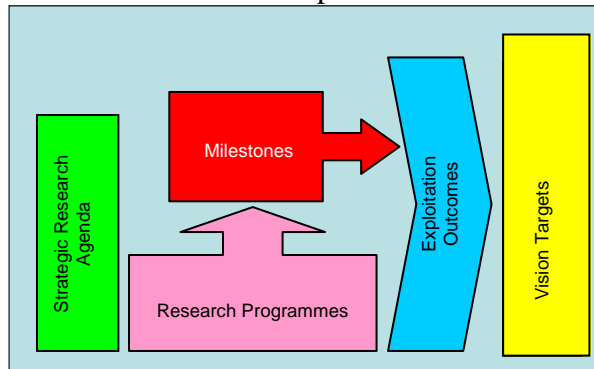 Strategic Research
Agenda
Milestones
Research Programmes
Exploitation
Outcomes
Vision Targets